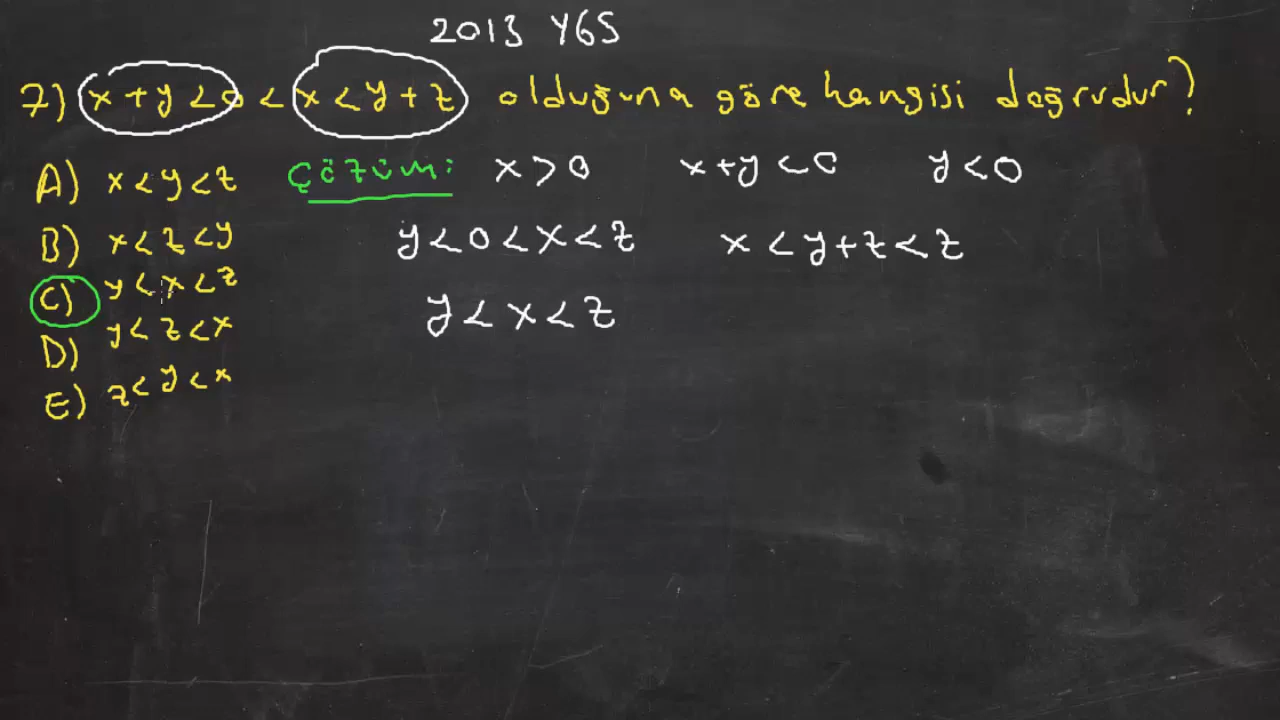 2013 YGS
7) x + y < 0 < x < y + z olduğuna göre hangisi doğrudur?
A) x < y < z
B) x < z < y
C) y < x < z
D) y < z < x
E) z < y < x
Çözüm: x > 0 x + y < 0 y < 0
y < 0 < x < z x < y + z < z
y < x < z